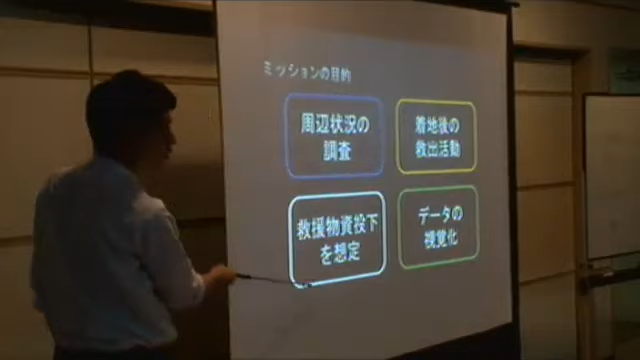 ミッションの目的
周辺状況の
調査
着地後の
救出活動
救援物資投下
を想定
データの
視覚化